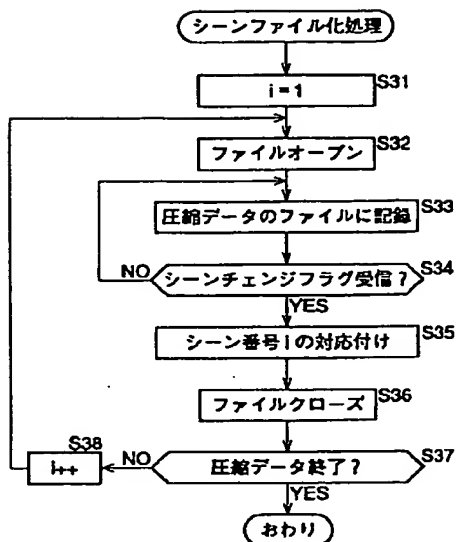 シーンファイル化処理
i=1
S31
ファイルオープン
S32
圧縮データのファイルに記録
S33
シーンチェンジフラグ受信?
S34
NO
YES
シーン番号iの対応付け
S35
ファイルクローズ
S36
圧縮データ終了?
S37
NO
i++
S38
YES
おわり